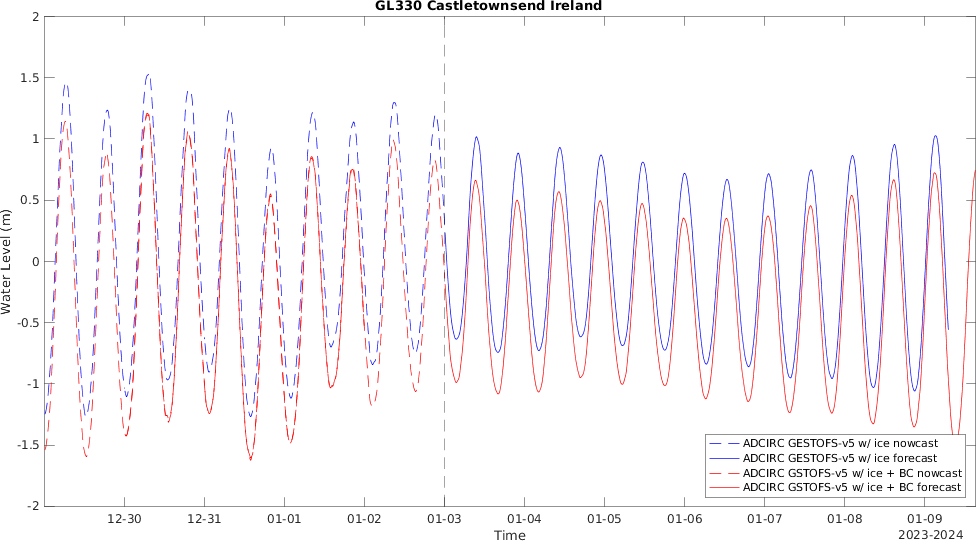 GL330 Castletownsend Ireland
2
1.5
1
0.5
0
-0.5
-1
-1.5
-2
Water Level (m)
12-30 12-31 01-01 01-02 01-03 01-04 01-05 01-06 01-07 01-08 01-09
Time
2023-2024
ADCIRC GESTOFS-v5 w/ ice nowcast
ADCIRC GESTOFS-v5 w/ ice forecast
ADCIRC GSTOFS-v5 w/ ice + BC nowcast
ADCIRC GSTOFS-v5 w/ ice + BC forecast